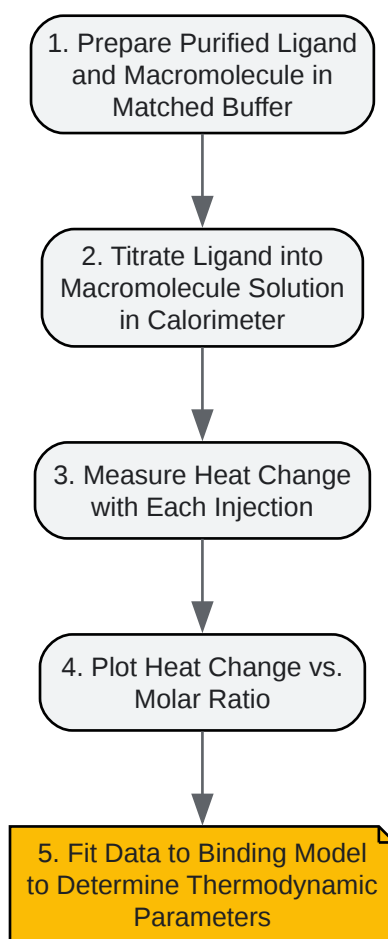 1. Prepare Purified Ligand
and Macromolecule in
Matched Buffer
2. Titrate Ligand into
Macromolecule Solution
in Calorimeter
3. Measure Heat Change
with Each Injection
4. Plot Heat Change vs.
Molar Ratio
5. Fit Data to Binding Model
to Determine Thermodynamic
Parameters